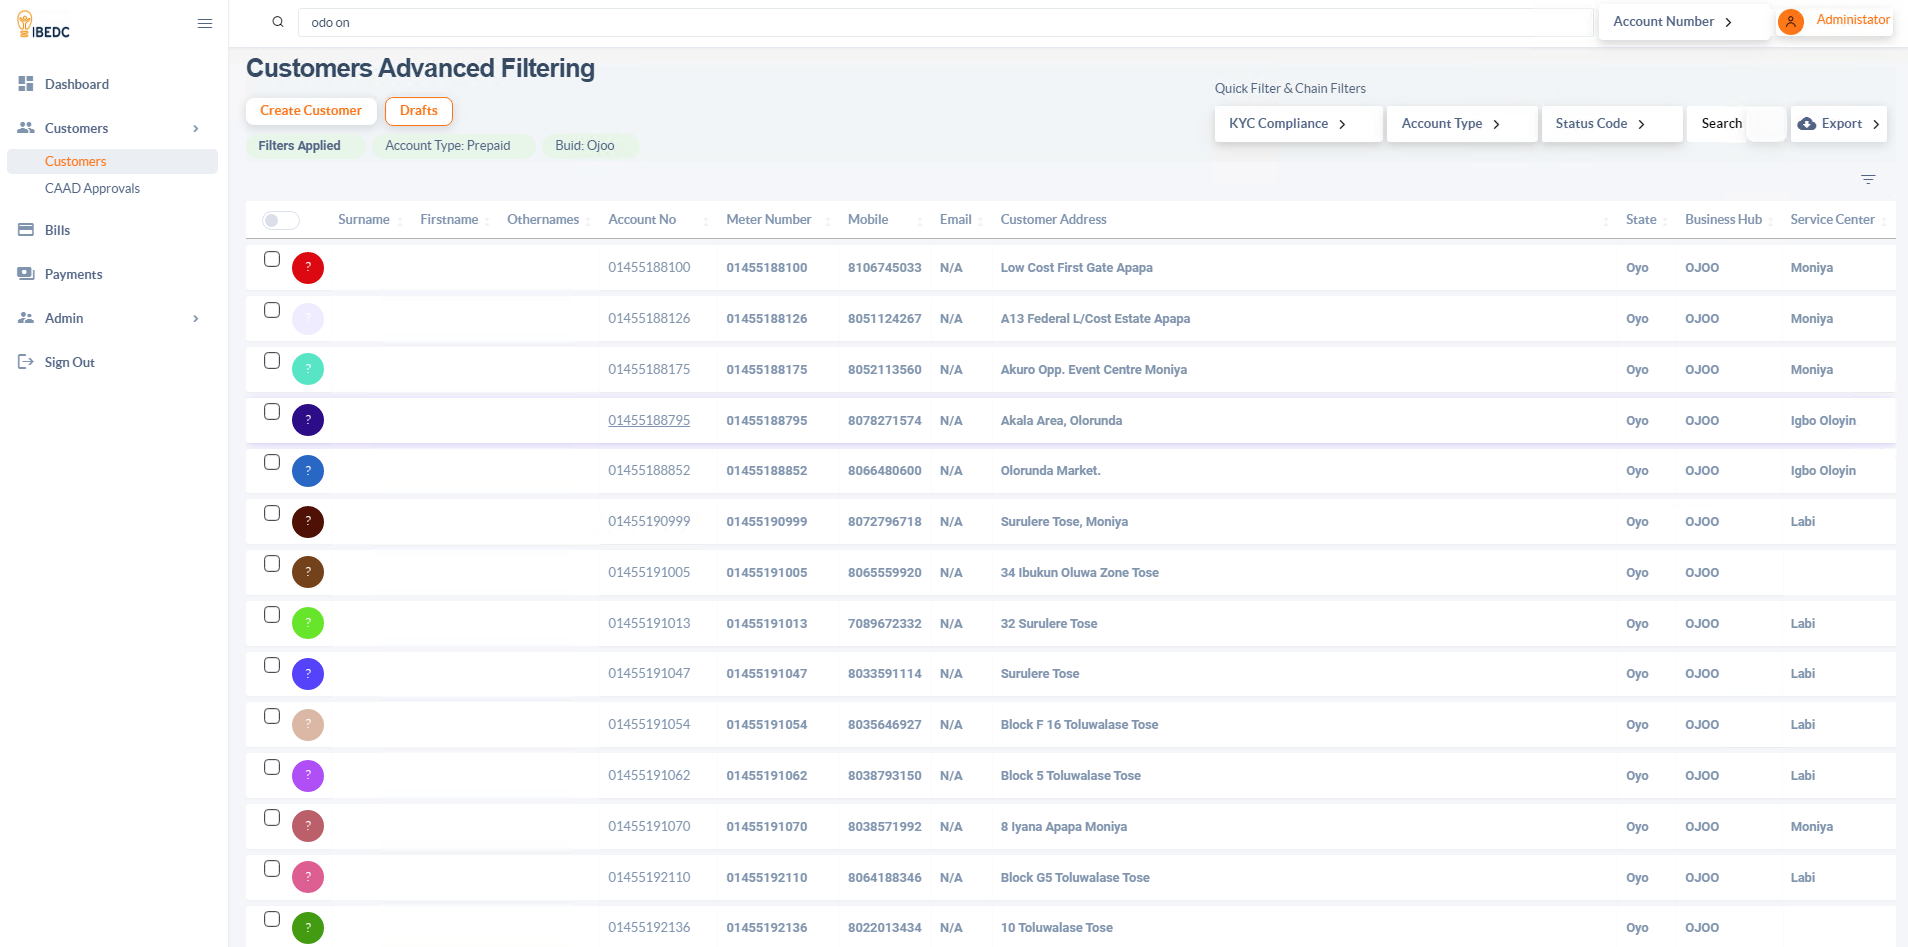 IBEDC
odo on
Account Number
Administator
Dashboard
Customers
Customers
CAAD Approvals
Bills
Payments
Admin
Sign Out
Customers Advanced Filtering
Create Customer Drafts
Filters Applied Account Type: Prepaid Buid: Ojoo
Quick Filter & Chain Filters
KYC Compliance Account Type Status Code Search Export
Surname Firstname Othernames Account No Meter Number Mobile Email Customer Address State Business Hub Service Center
? 01455188100 01455188100 8106745033 N/A Low Cost First Gate Apapa Oyo OJOO Moniya
? 01455188126 01455188126 8051124267 N/A A13 Federal L/Cost Estate Apapa Oyo OJOO Moniya
? 01455188175 01455188175 8052113560 N/A Akuro Opp. Event Centre Moniya Oyo OJOO Moniya
? 01455188795 01455188795 8078271574 N/A Akala Area, Olorunda Oyo OJOO Igbo Oloyin
? 01455188852 01455188852 8066480600 N/A Olorunda Market. Oyo OJOO Igbo Oloyin
? 01455190999 01455190999 8072796718 N/A Surulere Tose, Moniya Oyo OJOO Labi
? 01455191005 01455191005 8065559920 N/A 34 Ibukun Oluwa Zone Tose Oyo OJOO
? 01455191013 01455191013 7089672332 N/A 32 Surulere Tose Oyo OJOO Labi
? 01455191047 01455191047 8033591114 N/A Surulere Tose Oyo OJOO Labi
? 01455191054 01455191054 8035646927 N/A Block F 16 Toluwalase Tose Oyo OJOO Labi
? 01455191062 01455191062 8038793150 N/A Block 5 Toluwalase Tose Oyo OJOO Labi
? 01455191070 01455191070 8038571992 N/A 8 Iyana Apapa Moniya Oyo OJOO Moniya
? 01455192110 01455192110 8064188346 N/A Block G5 Toluwalase Tose Oyo OJOO Labi
? 01455192136 01455192136 8022013434 N/A 10 Toluwalase Tose Oyo OJOO